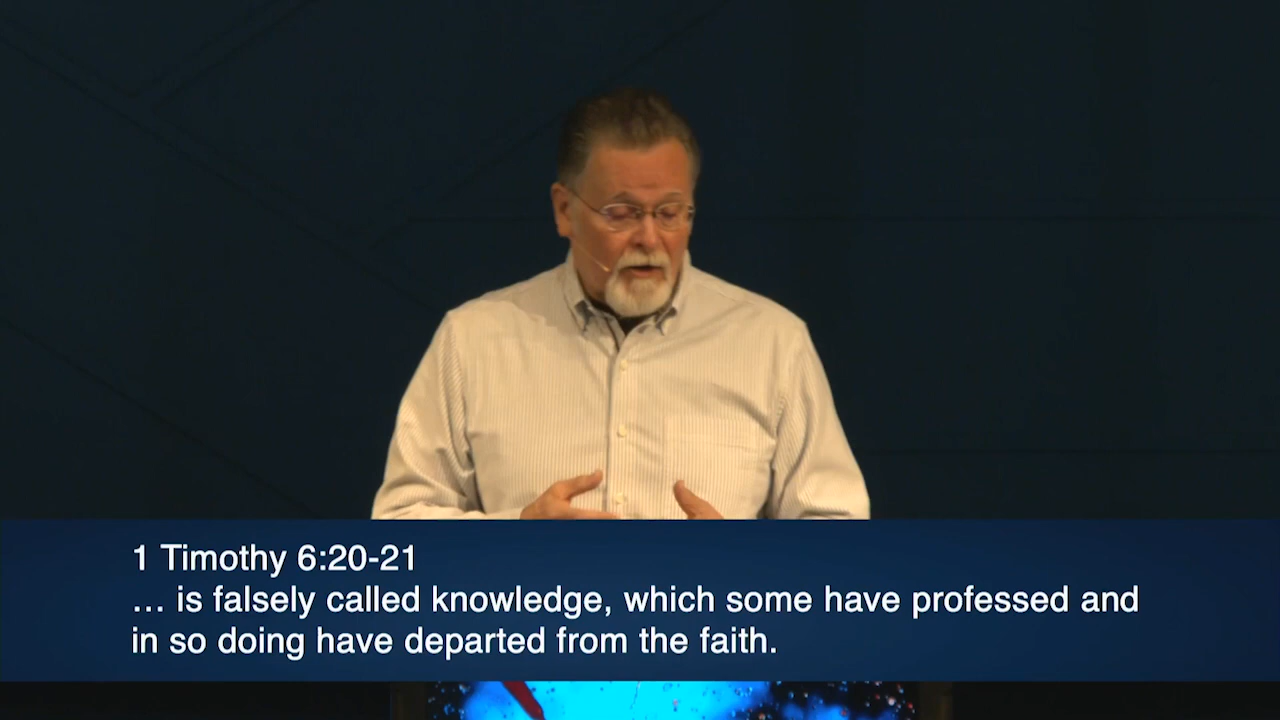 1 Timothy 6:20-21
… is falsely called knowledge, which some have professed and
in so doing have departed from the faith.